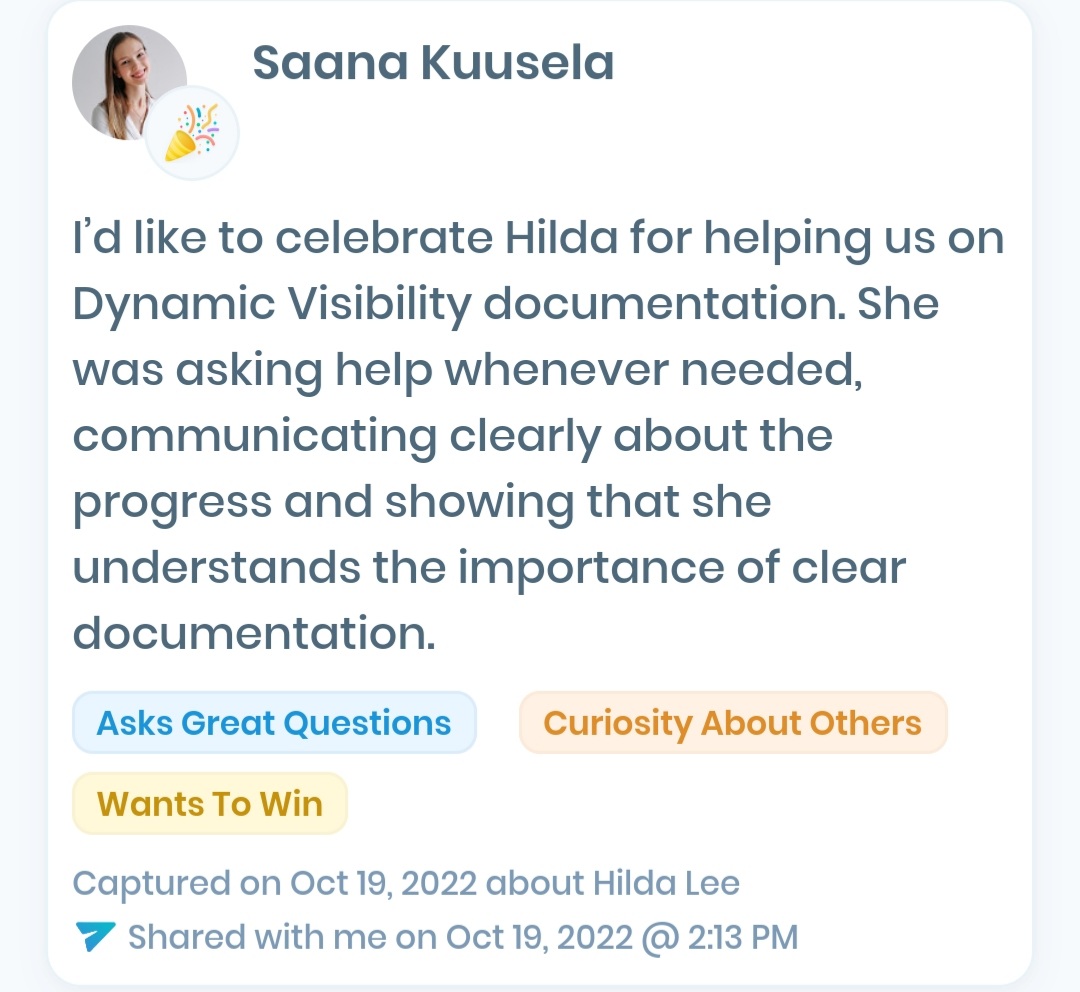 Saana Kuusela
I’d like to celebrate Hilda for helping us on
Dynamic Visibility documentation. She
was asking help whenever needed,
communicating clearly about the
progress and showing that she
understands the importance of clear
documentation.
Asks Great Questions
Curiosity About Others
Wants To Win
Captured on Oct 19, 2022 about Hilda Lee
Shared with me on Oct 19, 2022 @ 2:13 PM